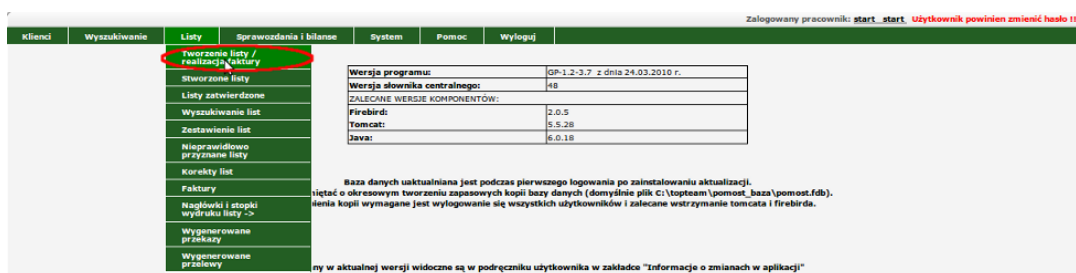 Zalogowany pracownik: start start Użytkownik powinien zmienić hasło !!
Klienci Wyszukiwanie Listy Sprawozdania i bilanse System Pomoc Wyloguj
Tworzenie listy /
realizacja faktury
Stworzone listy
Listy zatwierdzone
Wyszukiwanie list
Zestawienie list
Nieprawidłowo
przyznane listy
Korekty list
Faktury
Nagłówki i stopki
wydruku listy ->
Wygenerowane
przekazy
Wygenerowane
przelewy
Wersja programu: GP-1.2-3.7 z dnia 24.03.2010 r.
Wersja słownika centralnego: 48
ZALECANE WERSJE KOMPONENTÓW:
Firebird: 2.0.5
Tomcat: 5.5.28
Java: 6.0.18
Baza danych uaktualniana jest podczas pierwszego logowania po zainstalowaniu aktualizacji.
miętać o okresowym tworzeniu zapasowych kopii bazy danych (domyślnie plik C:\topteam\pomost_baza\pomost.fdb).
ienia kopii wymagane jest wylogowanie się wszystkich użytkowników i zalecane wstrzymanie tomcata i firebirda.
ny w aktualnej wersji widoczne są w podręczniku użytkownika w zakładce "Informacje o zmianach w aplikacji"